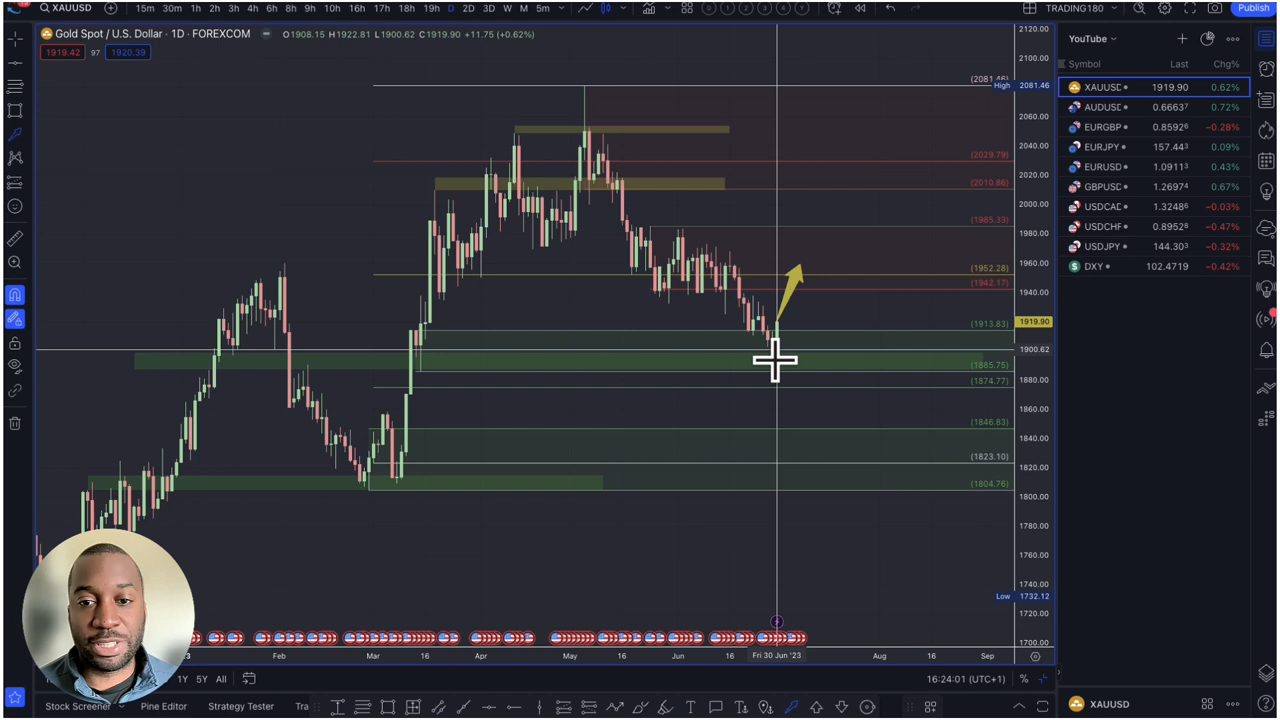 XAUUSD 15m 30m 1h 2h 3h 4h 6h 8h 9h 10h 16h 17h 18h 19h D 2D 3D W M 5m TRADING180 Publish
Gold Spot / U.S. Dollar · 1D · FOREXCOM O1908.15 H1922.81 L1900.62 C1919.90 +11.75 (+0.62%)
1919.42 97 1920.39
YouTube
Symbol Last Chg%
XAUUSD 1919.90 0.62%
AUDUSD 0.66637 0.72%
EURGBP 0.85926 −0.28%
EURJPY 157.443 0.09%
EURUSD 1.09113 0.43%
GBPUSD 1.26974 0.67%
USDCAD 1.32486 −0.03%
USDCHF 0.89528 −0.47%
USDJPY 144.303 −0.32%
DXY 102.4719 −0.42%
2120.00
2100.00
(2081.46) High 2081.46
2060.00
2040.00
(2029.79)
2020.00
(2010.86)
2000.00
(1985.33)
1980.00
(1952.28)
1960.00
(1942.17)
1940.00
(1913.83)
1919.90
1900.62
(1885.75)
1880.00
(1874.77)
1860.00
(1846.83)
1840.00
(1823.10)
1820.00
(1804.76)
1800.00
1780.00
1760.00
1740.00
Low 1732.12
1720.00
1700.00
3 Feb Mar 16 Apr May 16 Jun 16 Fri 30 Jun '23 Aug 16 Sep
1Y 5Y All 16:24:01 (UTC+1) %
Stock Screener Pine Editor Strategy Tester Tra XAUUSD